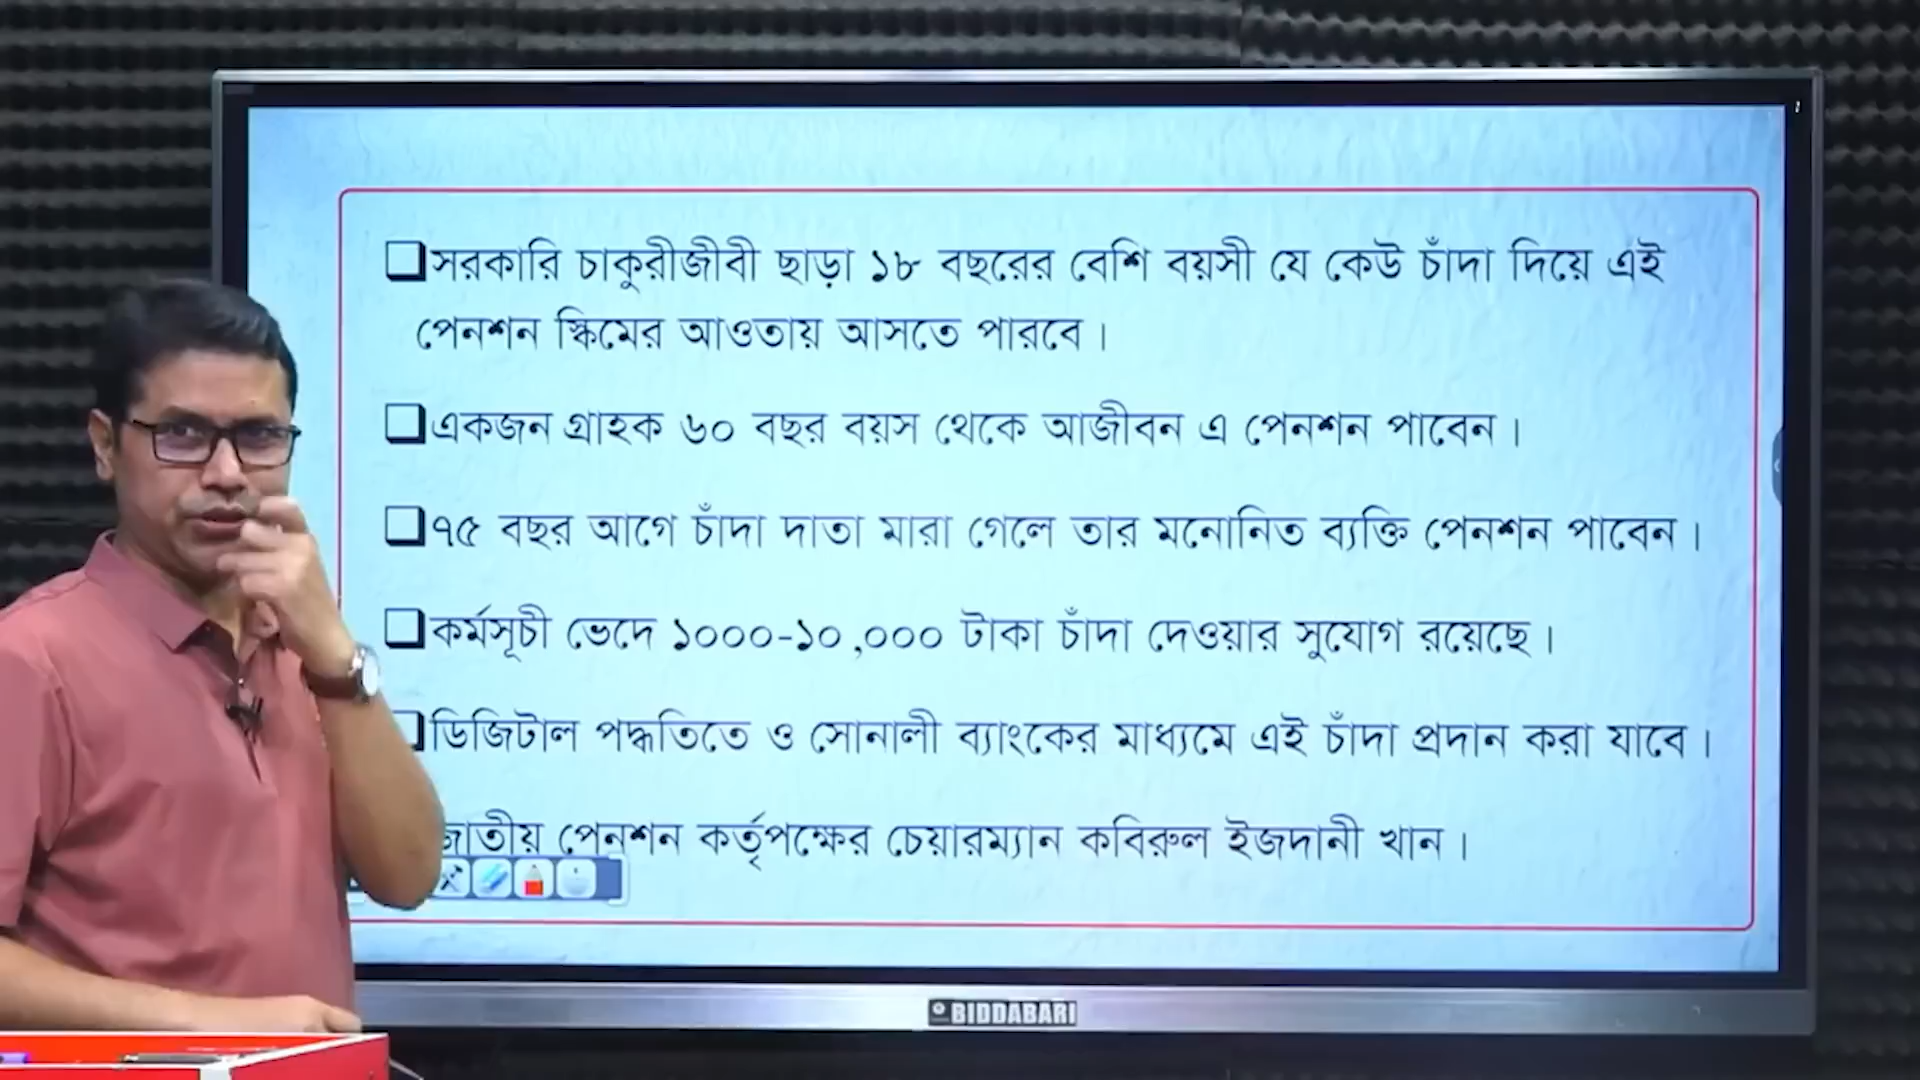 ❑সরকারি চাকুরীজীবী ছাড়া ১৮ বছরের বেশি বয়সী যে কেউ চাঁদা দিয়ে এই
পেনশন স্কিমের আওতায় আসতে পারবে।
❑একজন গ্রাহক ৬০ বছর বয়স থেকে আজীবন এ পেনশন পাবেন।
❑৭৫ বছর আগে চাঁদা দাতা মারা গেলে তার মনোনিত ব্যক্তি পেনশন পাবেন।
❑কর্মসূচী ভেদে ১০০০-১০,০০০ টাকা চাঁদা দেওয়ার সুযোগ রয়েছে।
❑ডিজিটাল পদ্ধতিতে ও সোনালী ব্যাংকের মাধ্যমে এই চাঁদা প্রদান করা যাবে।
জাতীয় পেনশন কর্তৃপক্ষের চেয়ারম্যান কবিরুল ইজদানী খান।
BIDDABARI